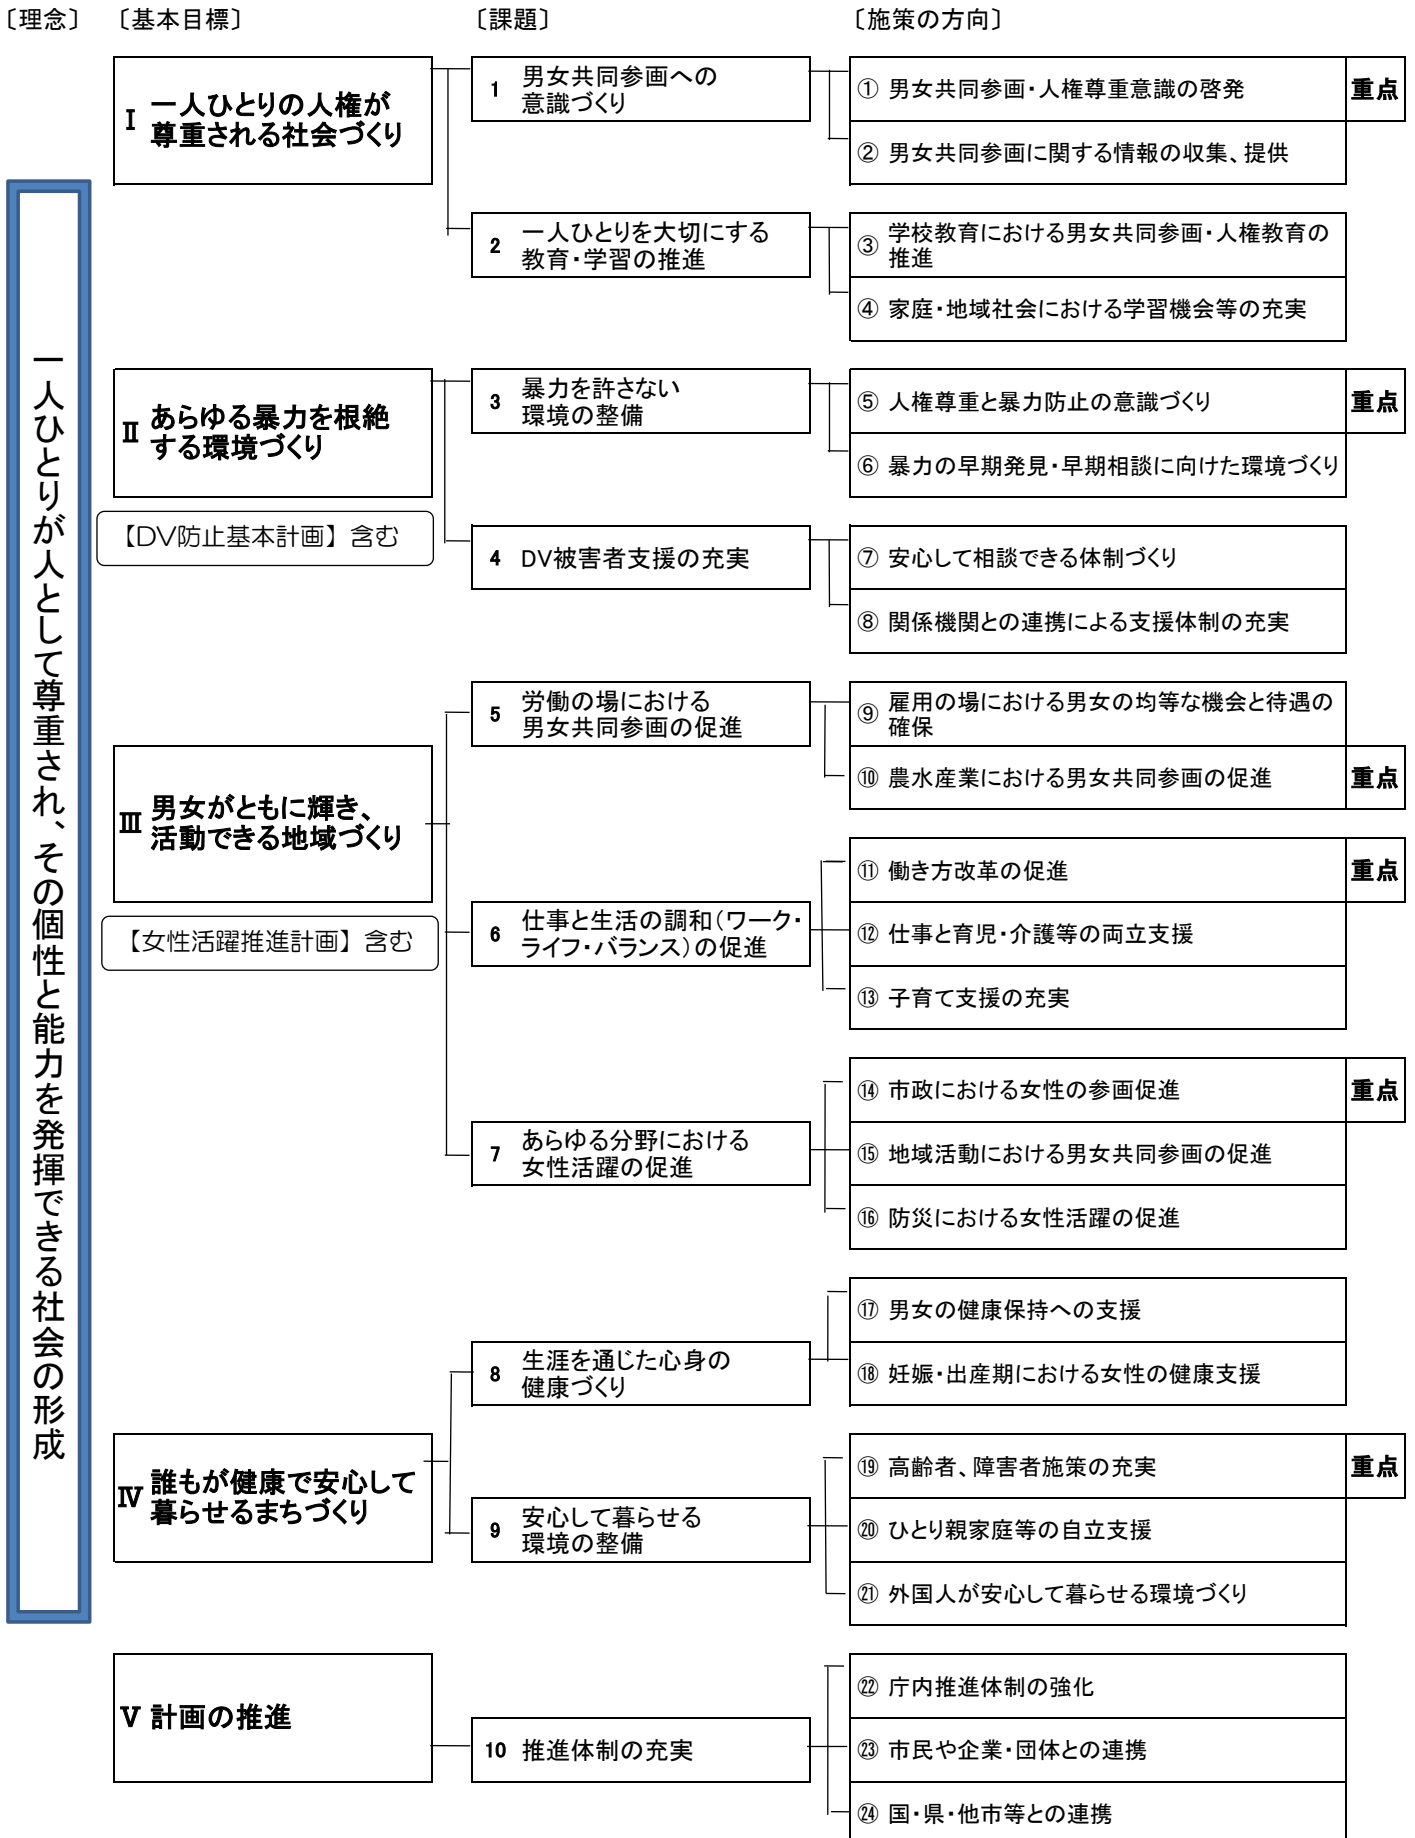 〔理念〕 〔基本目標〕 〔課題〕 〔施策の方向〕
一人ひとりが人として尊重され、その個性と能力を発揮できる社会の形成
Ⅰ 一人ひとりの人権が
尊重される社会づくり
1 男女共同参画への
意識づくり
① 男女共同参画・人権尊重意識の啓発 重点
② 男女共同参画に関する情報の収集、提供
2 一人ひとりを大切にする
教育・学習の推進
③ 学校教育における男女共同参画・人権教育の
推進
④ 家庭・地域社会における学習機会等の充実
Ⅱ あらゆる暴力を根絶
する環境づくり
【DV防止基本計画】含む
3 暴力を許さない
環境の整備
⑤ 人権尊重と暴力防止の意識づくり 重点
⑥ 暴力の早期発見・早期相談に向けた環境づくり
4 DV被害者支援の充実
⑦ 安心して相談できる体制づくり
⑧ 関係機関との連携による支援体制の充実
Ⅲ 男女がともに輝き、
活動できる地域づくり
【女性活躍推進計画】含む
5 労働の場における
男女共同参画の促進
⑨ 雇用の場における男女の均等な機会と待遇の
確保
⑩ 農水産業における男女共同参画の促進 重点
6 仕事と生活の調和(ワーク・
ライフ・バランス)の促進
⑪ 働き方改革の促進 重点
⑫ 仕事と育児・介護等の両立支援
⑬ 子育て支援の充実
7 あらゆる分野における
女性活躍の促進
⑭ 市政における女性の参画促進 重点
⑮ 地域活動における男女共同参画の促進
⑯ 防災における女性活躍の促進
Ⅳ 誰もが健康で安心して
暮らせるまちづくり
8 生涯を通じた心身の
健康づくり
⑰ 男女の健康保持への支援
⑱ 妊娠・出産期における女性の健康支援
9 安心して暮らせる
環境の整備
⑲ 高齢者、障害者施策の充実 重点
⑳ ひとり親家庭等の自立支援
㉑ 外国人が安心して暮らせる環境づくり
Ⅴ 計画の推進
10 推進体制の充実
㉒ 庁内推進体制の強化
㉓ 市民や企業・団体との連携
㉔ 国・県・他市等との連携